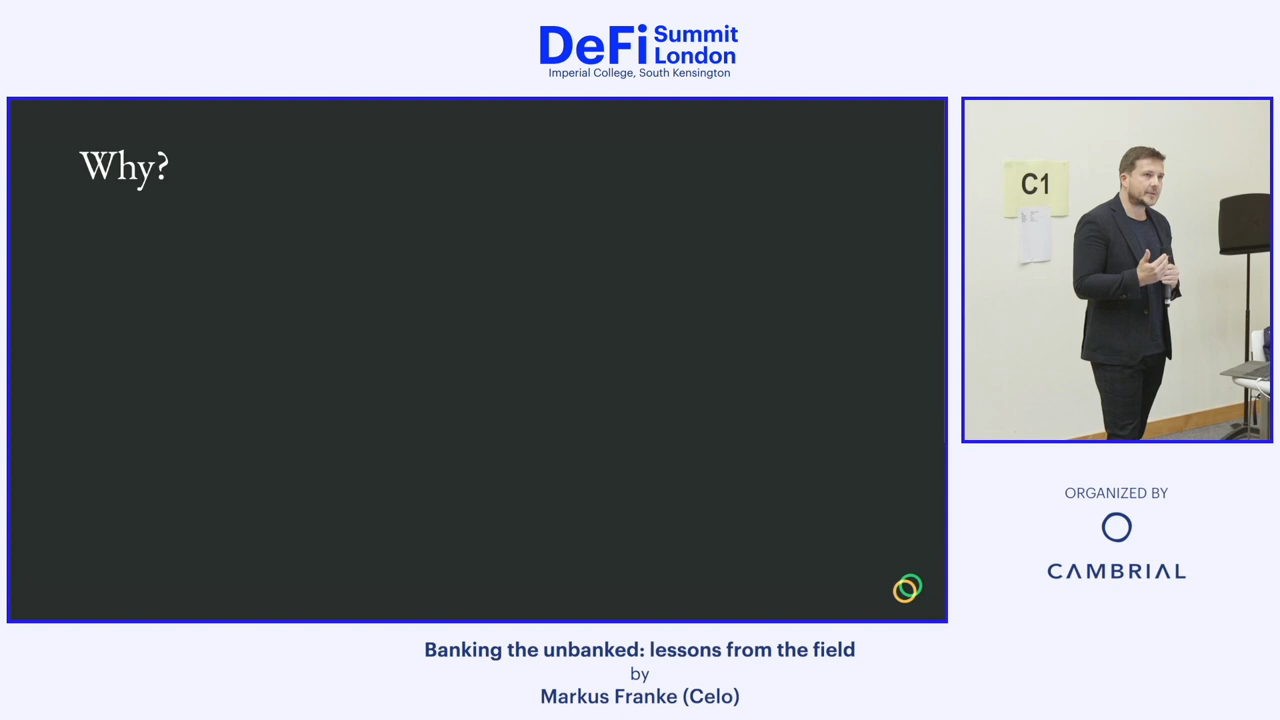 DeFi Summit London
Imperial College, South Kensington
Why?
C1
ORGANIZED BY
CAMBRIAL
Banking the unbanked: lessons from the field
by
Markus Franke (Celo)